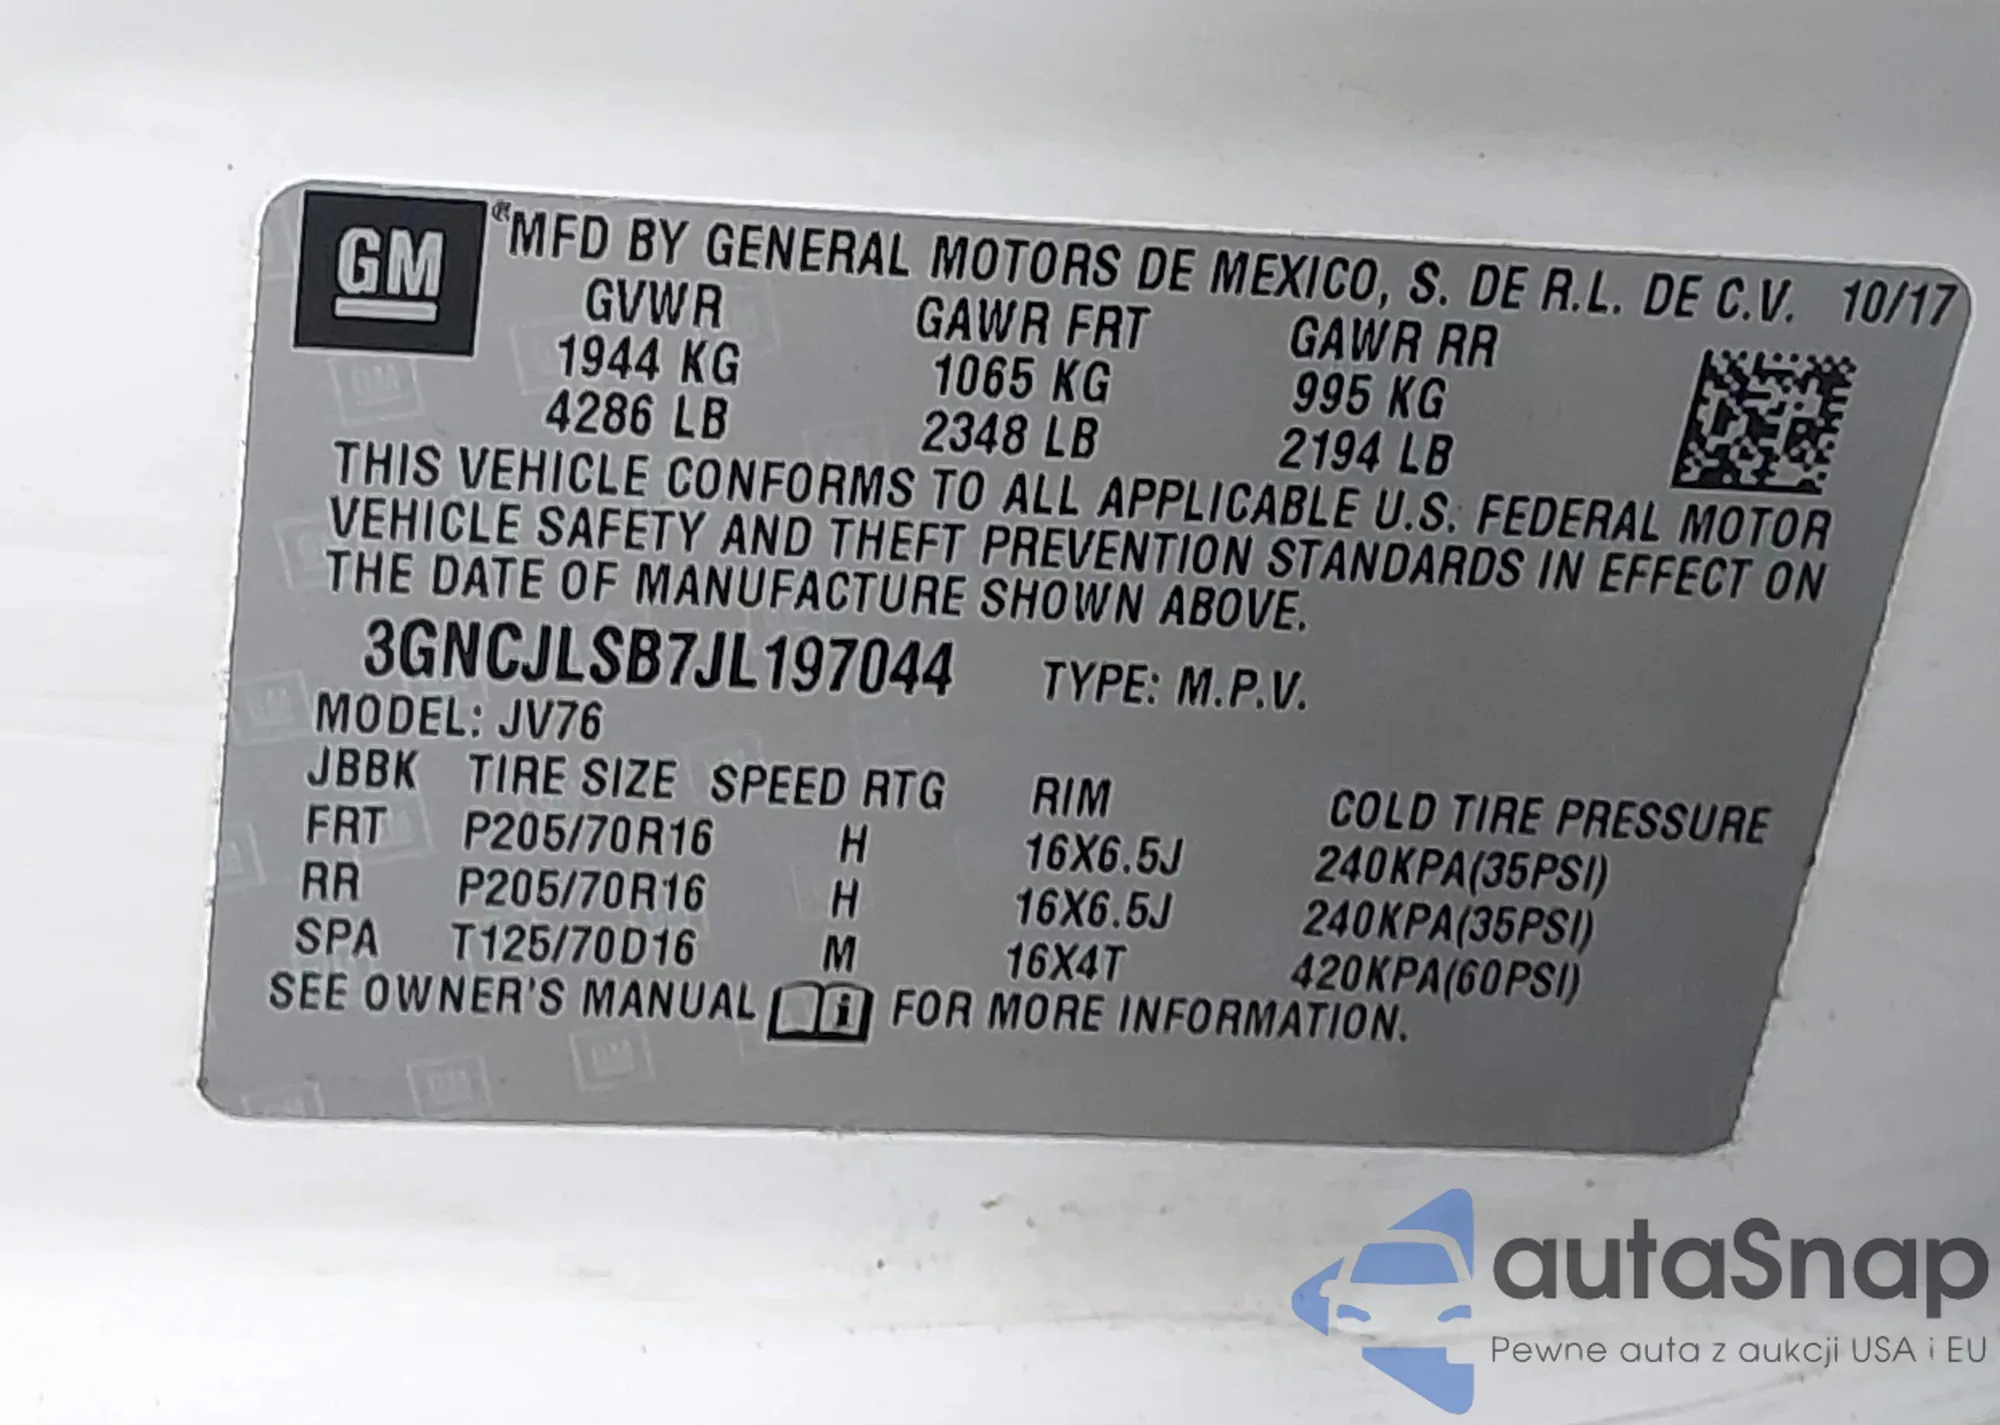 GM ®MFD BY GENERAL MOTORS DE MEXICO, S. DE R.L. DE C.V. 10/17
GVWR GAWR FRT GAWR RR
1944 KG 1065 KG 995 KG
4286 LB 2348 LB 2194 LB
THIS VEHICLE CONFORMS TO ALL APPLICABLE U.S. FEDERAL MOTOR
VEHICLE SAFETY AND THEFT PREVENTION STANDARDS IN EFFECT ON
THE DATE OF MANUFACTURE SHOWN ABOVE.
3GNCJLSB7JL197044 TYPE: M.P.V.
MODEL: JV76
JBBK TIRE SIZE SPEED RTG RIM COLD TIRE PRESSURE
FRT P205/70R16 H 16X6.5J 240KPA(35PSI)
RR P205/70R16 H 16X6.5J 240KPA(35PSI)
SPA T125/70D16 M 16X4T 420KPA(60PSI)
SEE OWNER'S MANUAL i FOR MORE INFORMATION.
autaSnap
Pewne auta z aukcji USA i EU